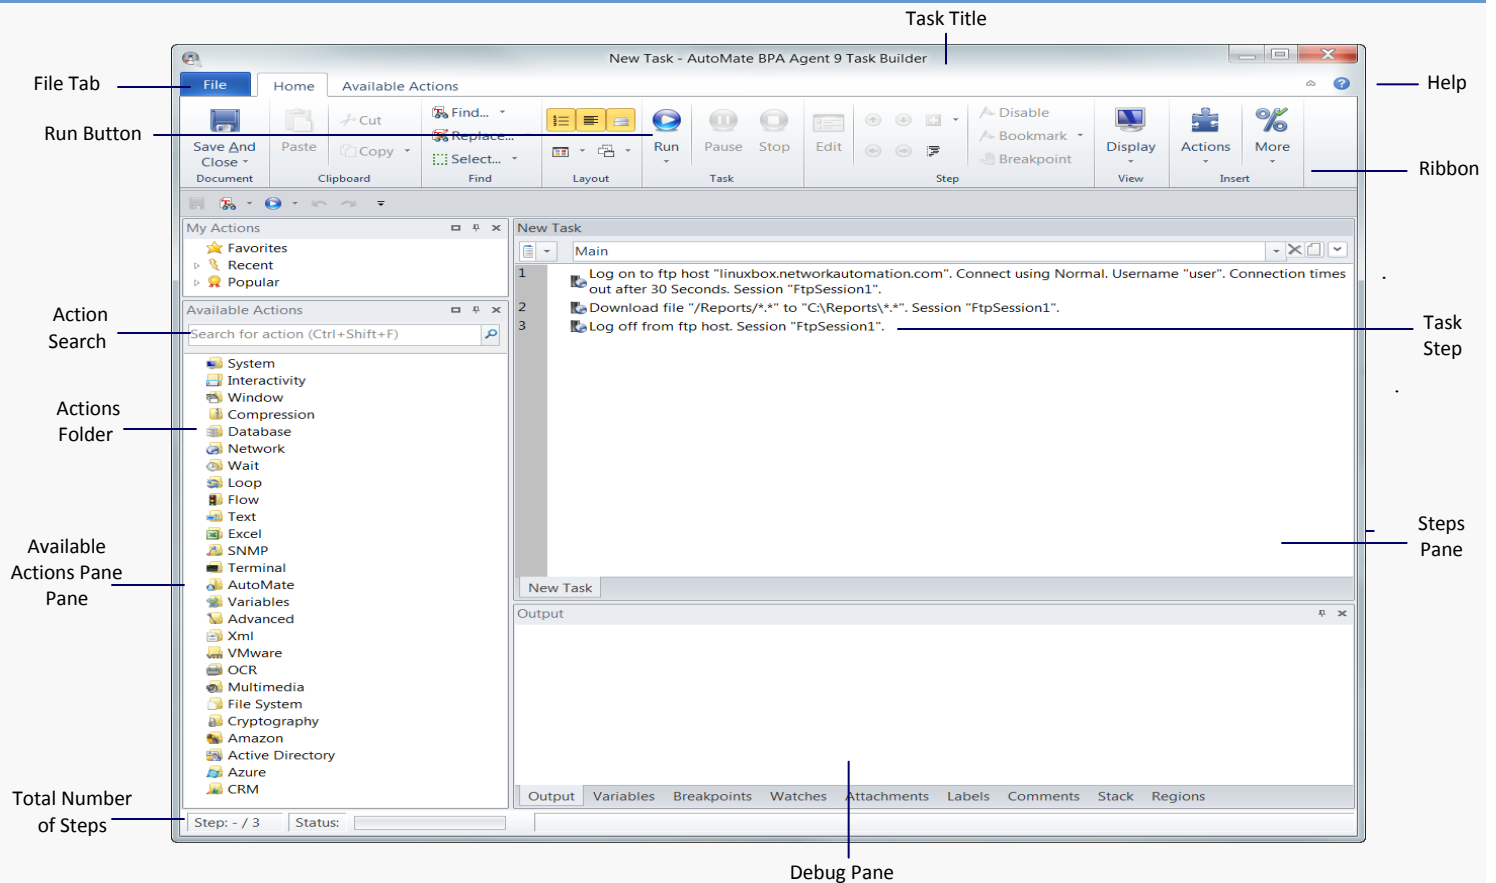 Task Title
New Task - AutoMate BPA Agent 9 Task Builder
File Tab
File
Home
Available Actions
Help
Run Button
Save And
Close
Document
Paste
Cut
Copy
Clipboard
Find...
Replace...
Select...
Find
Layout
Run
Pause
Stop
Task
Edit
Disable
Bookmark
Breakpoint
Step
Display
View
Actions
More
Insert
Ribbon
My Actions
Favorites
Recent
Popular
New Task
Main
1
Log on to ftp host "linuxbox.networkautomation.com". Connect using Normal. Username "user". Connection times
out after 30 Seconds. Session "FtpSession1".
2
Download file "/Reports/*.*" to "C:\Reports\*.*". Session "FtpSession1".
3
Log off from ftp host. Session "FtpSession1".
Task
Step
Action
Search
Available Actions
Search for action (Ctrl+Shift+F)
System
Interactivity
Window
Compression
Database
Network
Wait
Loop
Flow
Text
Excel
SNMP
Terminal
AutoMate
Variables
Advanced
Xml
VMware
OCR
Multimedia
File System
Cryptography
Amazon
Active Directory
Azure
CRM
Actions
Folder
Available
Actions Pane
Pane
Steps
Pane
New Task
Output
Output
Variables
Breakpoints
Watches
Attachments
Labels
Comments
Stack
Regions
Total Number
of Steps
Step: - / 3
Status:
Debug Pane